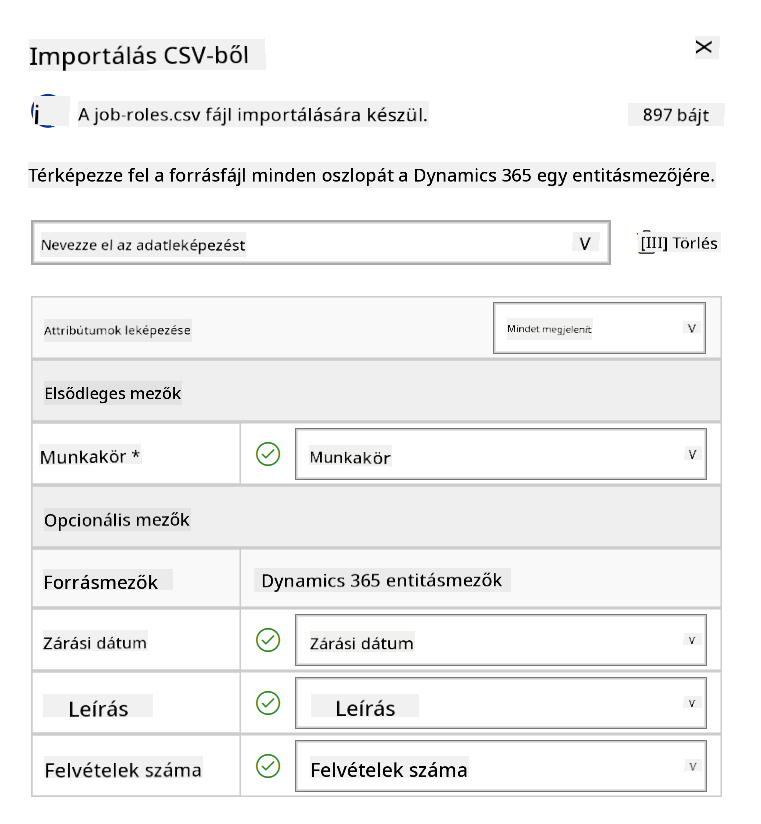 Importálás CSV-ből
A job-roles.csv fájl importálására készül.
897 bájt
Térképezze fel a forrásfájl minden oszlopát a Dynamics 365 egy entitásmezőjére.
Nevezze el az adatleképezést
Törlés
Attribútumok leképezése
Mindet megjelenít
Elsődleges mezők
Munkakör *
Munkakör
Opcionális mezők
Forrásmezők
Dynamics 365 entitásmezők
Zárási dátum
Zárási dátum
Leírás
Leírás
Felvételek száma
Felvételek száma